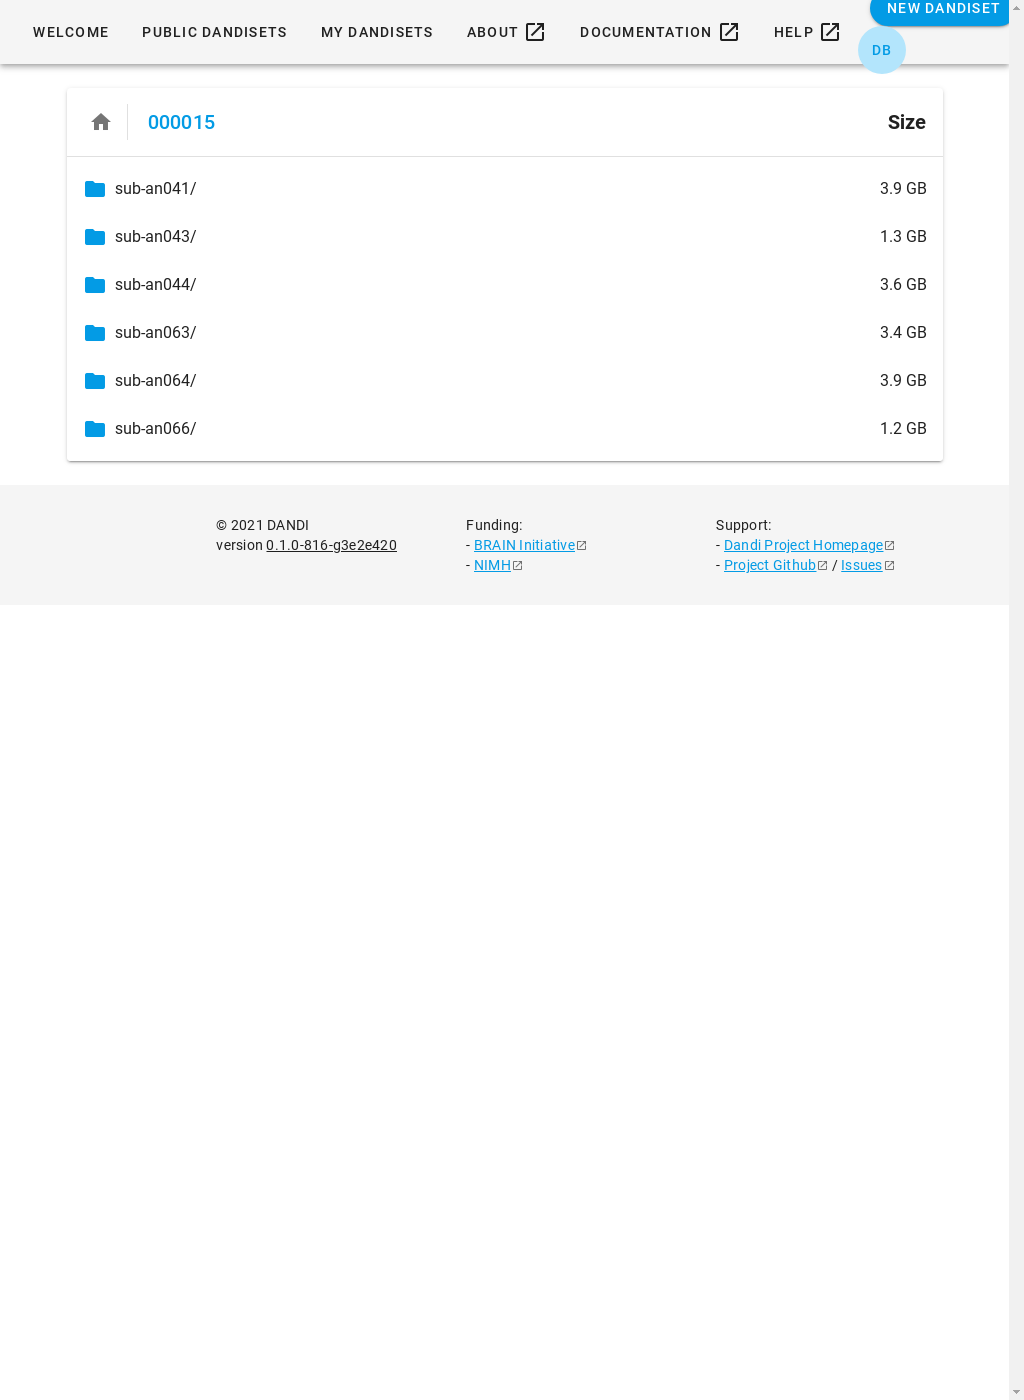 NEW DANDISET
WELCOME PUBLIC DANDISETS MY DANDISETS ABOUT DOCUMENTATION HELP
DB
000015 Size
sub-an041/ 3.9 GB
sub-an043/ 1.3 GB
sub-an044/ 3.6 GB
sub-an063/ 3.4 GB
sub-an064/ 3.9 GB
sub-an066/ 1.2 GB
© 2021 DANDI
version 0.1.0-816-g3e2e420
Funding:
- BRAIN Initiative
- NIMH
Support:
- Dandi Project Homepage
- Project Github / Issues